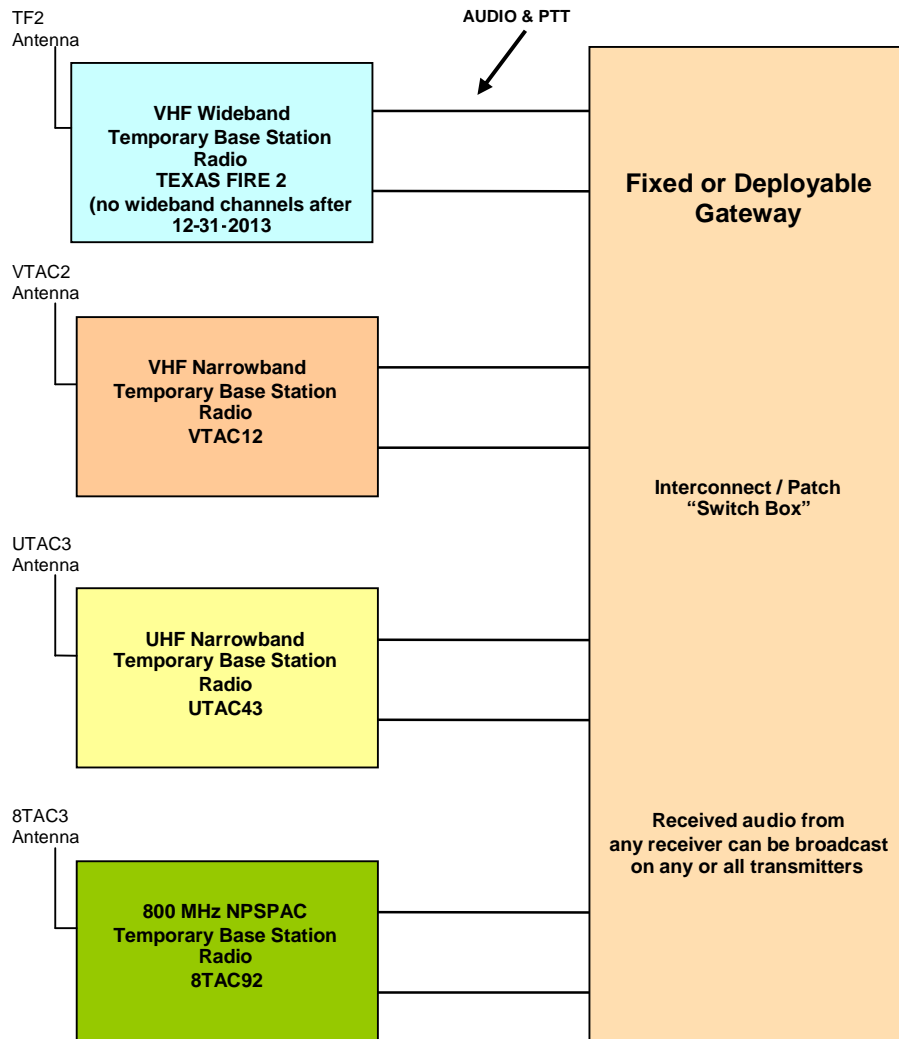 TF2
Antenna
AUDIO & PTT
VHF Wideband
Temporary Base Station
Radio
TEXAS FIRE 2
(no wideband channels after
12-31-2013
Fixed or Deployable
Gateway
VTAC2
Antenna
VHF Narrowband
Temporary Base Station
Radio
VTAC12
Interconnect / Patch
“Switch Box”
UTAC3
Antenna
UHF Narrowband
Temporary Base Station
Radio
UTAC43
8TAC3
Antenna
Received audio from
any receiver can be broadcast
on any or all transmitters
800 MHz NPSPAC
Temporary Base Station
Radio
8TAC92